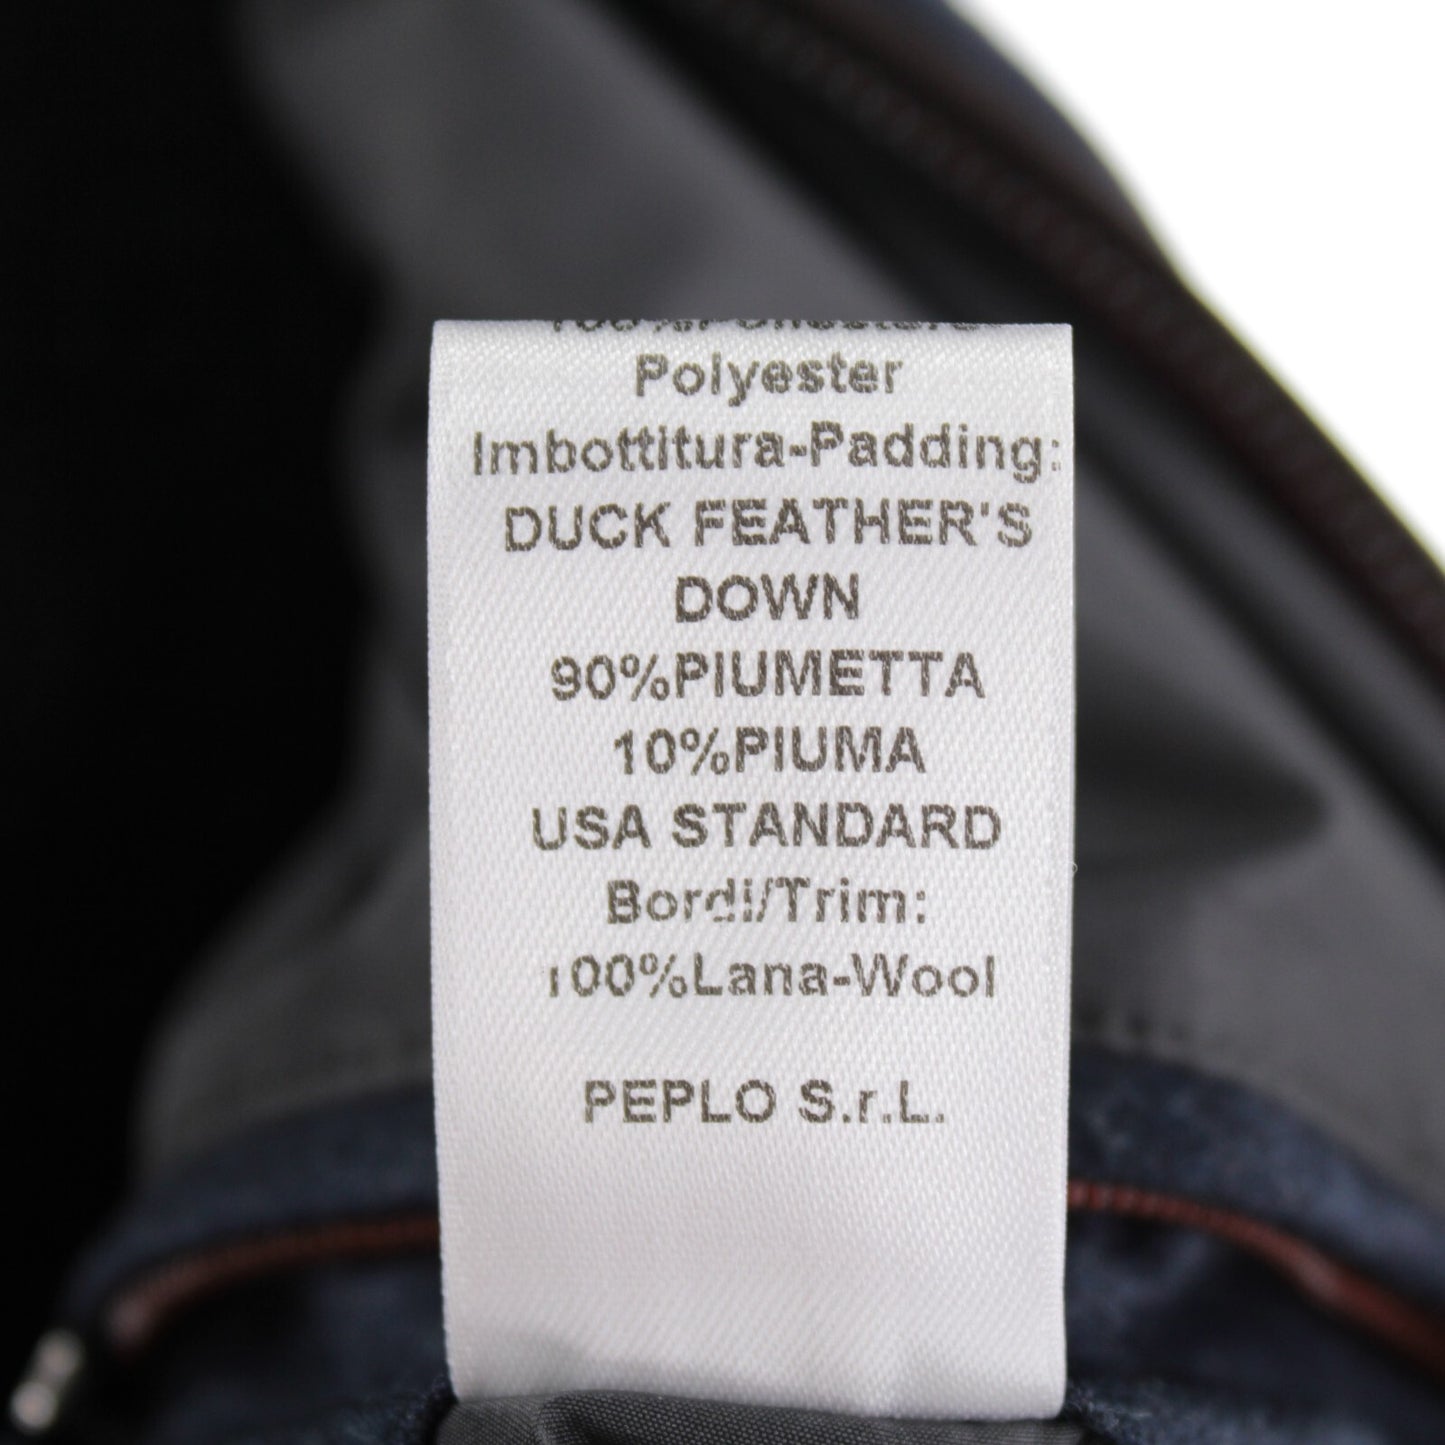 Polyester
Imbottitura-Padding:
DUCK FEATHER'S
DOWN
90%PIUMETTA
10%PIUMA
USA STANDARD
Bordi/Trim:
100%Lana-Wool
PEPLO S.r.L.